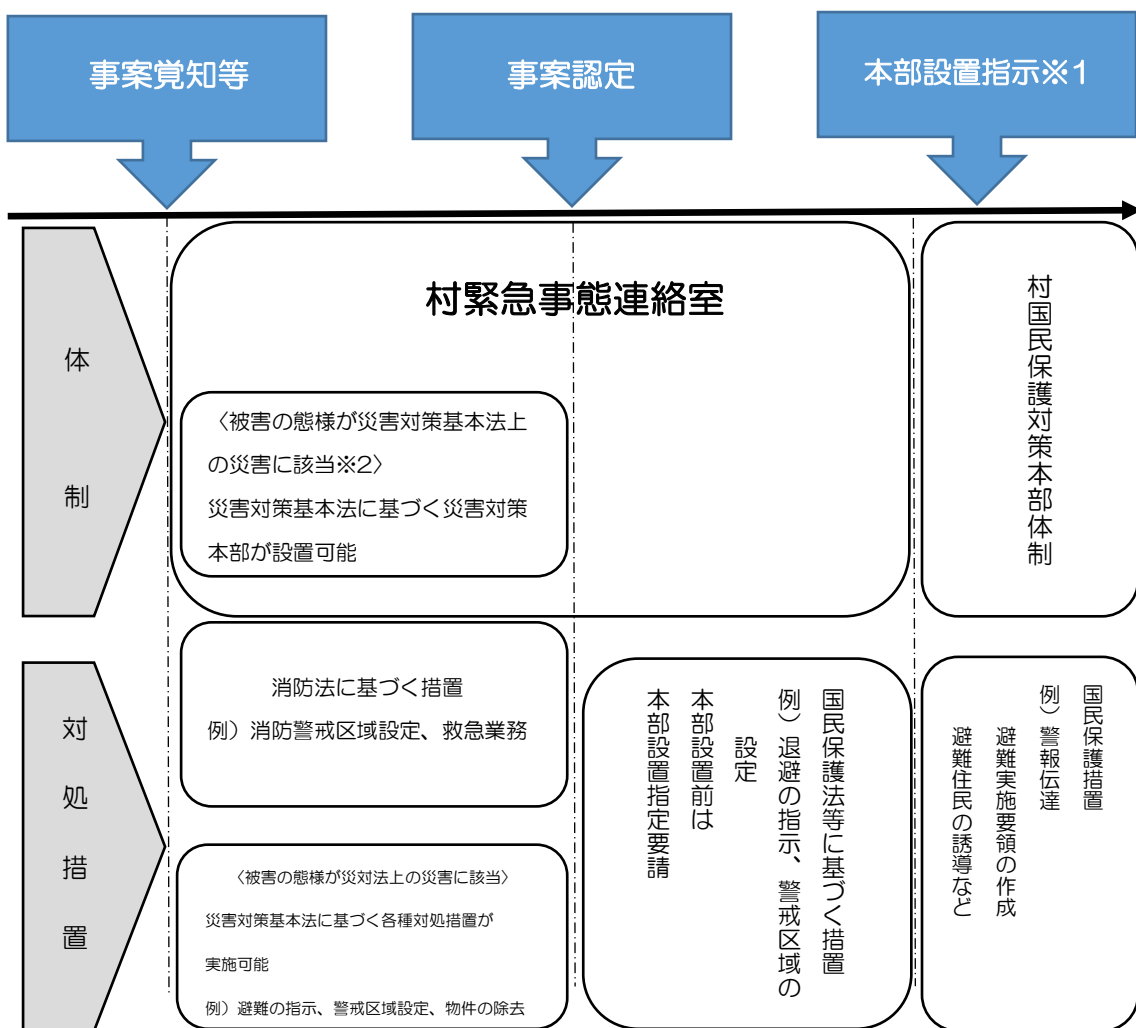 事案覚知等
事案認定
本部設置指示※1
体制
村緊急事態連絡室
〈被害の態様が災害対策基本法上
の災害に該当※2〉
災害対策基本法に基づく災害対策
本部が設置可能
村国民保護対策本部体制
対処措置
消防法に基づく措置
例）消防警戒区域設定、救急業務
〈被害の態様が災対法上の災害に該当〉
災害対策基本法に基づく各種対処措置が
実施可能
例）避難の指示、警戒区域設定、物件の除去
国民保護法等に基づく措置
例）退避の指示、警戒区域の
設定
本部設置前は
本部設置指定要請
国民保護措置
例）警報伝達
避難実施要領の作成
避難住民の誘導など